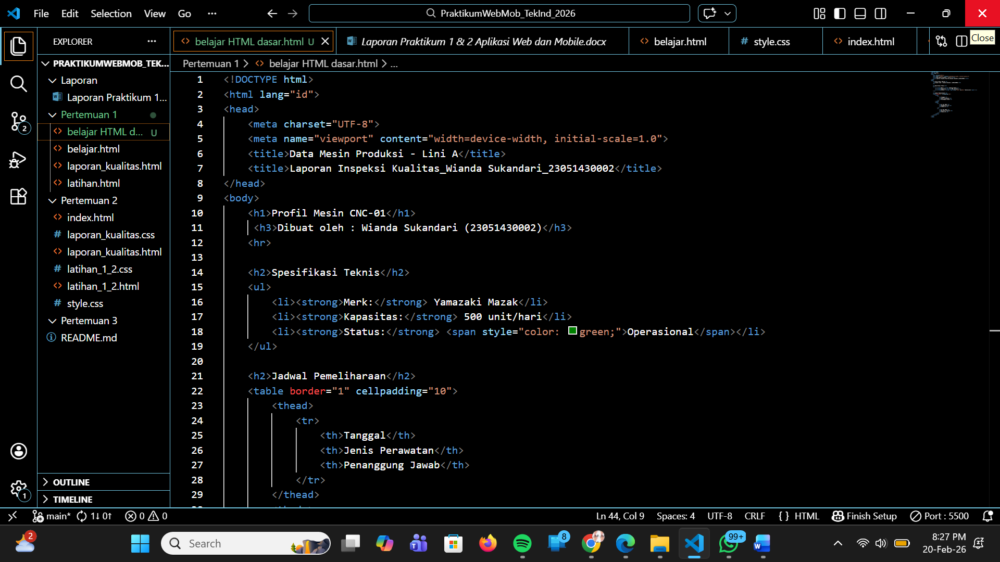 File Edit Selection View Go ... PraktikumWebMob_TekInd_2026
EXPLORER ...
belajar HTML dasar.html U
Laporan Praktikum 1 & 2 Aplikasi Web dan Mobile.docx
belajar.html
# style.css
index.html
Close
PRAKTIKUMWEBMOB_TEK...
Laporan
Laporan Praktikum 1...
Pertemuan 1
belajar HTML d... U
belajar.html
laporan_kualitas.html
latihan.html
Pertemuan 2
index.html
# laporan_kualitas.css
laporan_kualitas.html
# latihan_1_2.css
latihan_1_2.html
# style.css
Pertemuan 3
README.md
OUTLINE
TIMELINE
2
1
Pertemuan 1 > belajar HTML dasar.html > ...
1 <!DOCTYPE html>
2 <html lang="id">
3 <head>
4 <meta charset="UTF-8">
5 <meta name="viewport" content="width=device-width, initial-scale=1.0">
6 <title>Data Mesin Produksi - Lini A</title>
7 <title>Laporan Inspeksi Kualitas_Wianda Sukandari_23051430002</title>
8 </head>
9 <body>
10 <h1>Profil Mesin CNC-01</h1>
11 <h3>Dibuat oleh : Wianda Sukandari (23051430002)</h3>
12 <hr>
13
14 <h2>Spesifikasi Teknis</h2>
15 <ul>
16 <li><strong>Merk:</strong> Yamazaki Mazak</li>
17 <li><strong>Kapasitas:</strong> 500 unit/hari</li>
18 <li><strong>Status:</strong> <span style="color: green;">Operasional</span></li>
19 </ul>
20
21 <h2>Jadwal Pemeliharaan</h2>
22 <table border="1" cellpadding="10">
23 <thead>
24 <tr>
25 <th>Tanggal</th>
26 <th>Jenis Perawatan</th>
27 <th>Penanggung Jawab</th>
28 </tr>
29 </thead>
main* 1↓ 0↑ 0 0 Ln 44, Col 9 Spaces: 4 UTF-8 CRLF {} HTML Finish Setup Port : 5500
2 Search 8 99+ 8:27 PM
20-Feb-26